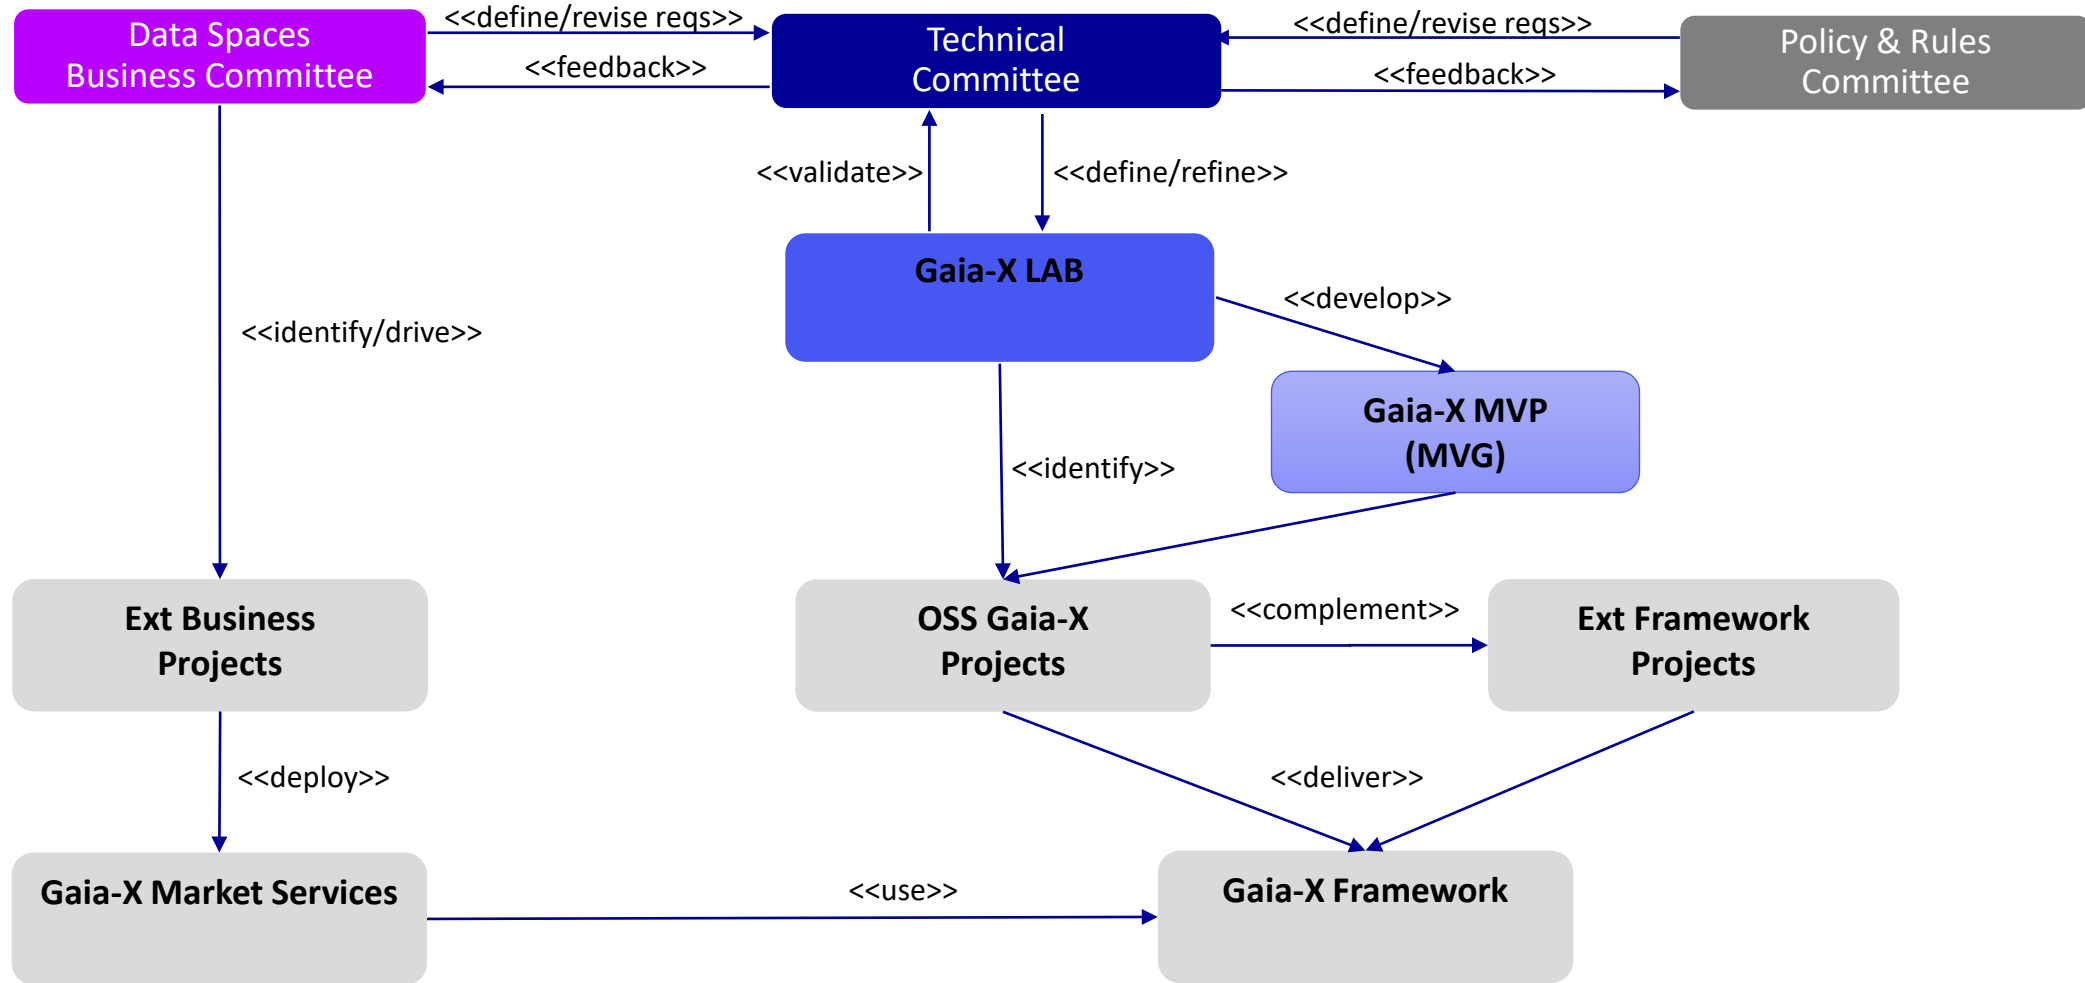 Data Spaces
Business Committee
<<define/revise reqs>>
<<feedback>>
Technical
Committee
<<define/revise reqs>>
<<feedback>>
Policy & Rules
Committee
<<validate>>
<<define/refine>>
Gaia-X LAB
<<develop>>
<<identify/drive>>
Gaia-X MVP
(MVG)
<<identify>>
Ext Business
Projects
OSS Gaia-X
Projects
<<complement>>
Ext Framework
Projects
<<deploy>>
<<deliver>>
Gaia-X Market Services
<<use>>
Gaia-X Framework